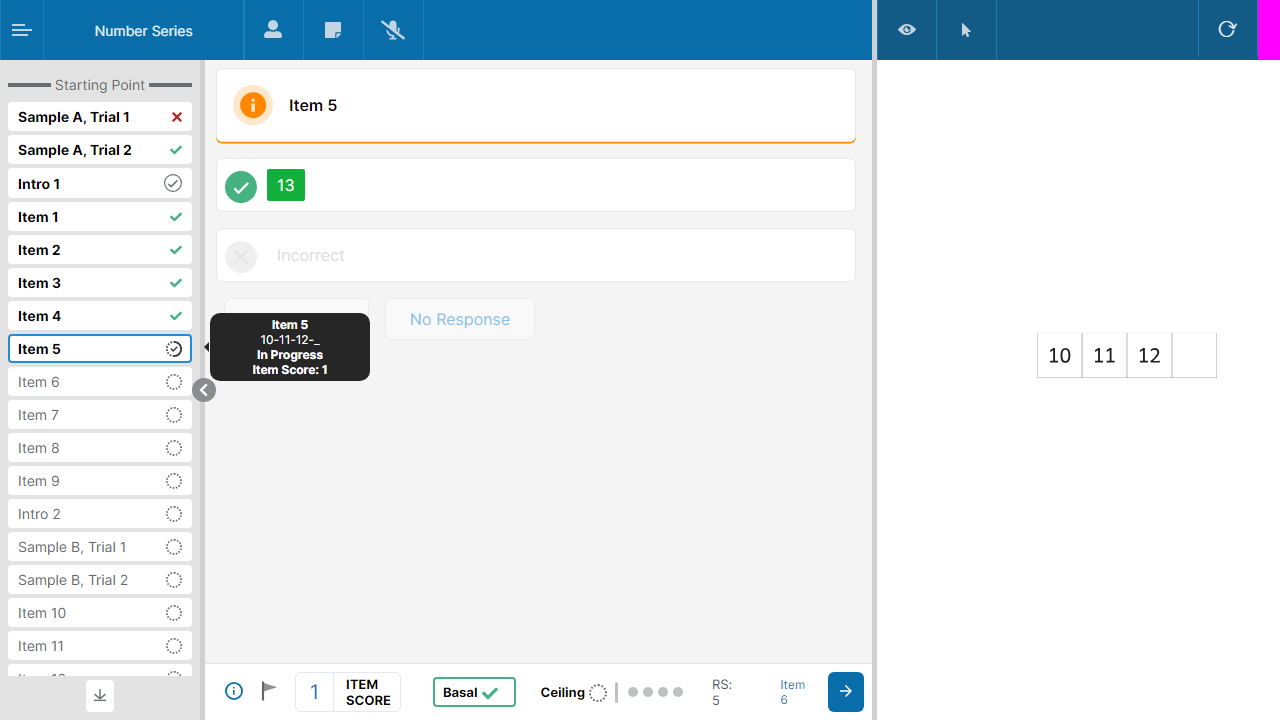 Number Series
Starting Point
Sample A, Trial 1
Sample A, Trial 2
Intro 1
Item 1
Item 2
Item 3
Item 4
Item 5
Item 6
Item 7
Item 8
Item 9
Intro 2
Sample B, Trial 1
Sample B, Trial 2
Item 10
Item 11
Item 5
13
Incorrect
No Response
Item 5
10-11-12-_
In Progress
Item Score: 1
1
ITEM
SCORE
Basal
Ceiling
RS:
5
Item
6
10 11 12